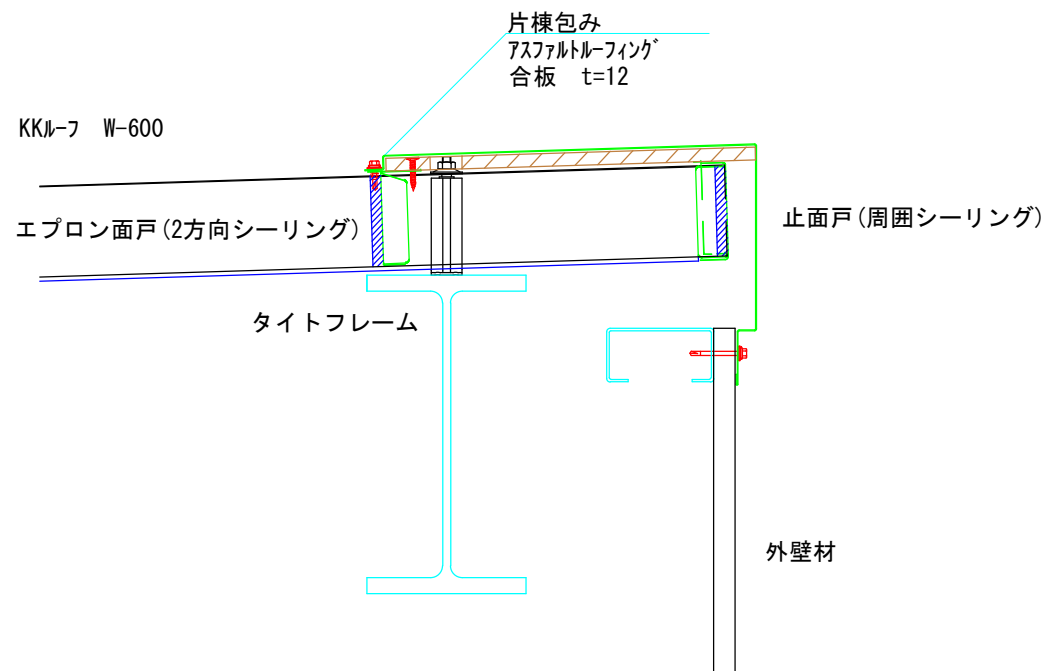 片棟包み
ｱｽﾌｧﾙﾄﾙｰﾌｨﾝｸﾞ
合板　t=12
KKﾙｰﾌ　W-600
エプロン面戸(2方向シーリング)
止面戸(周囲シーリング)
タイトフレーム
外壁材